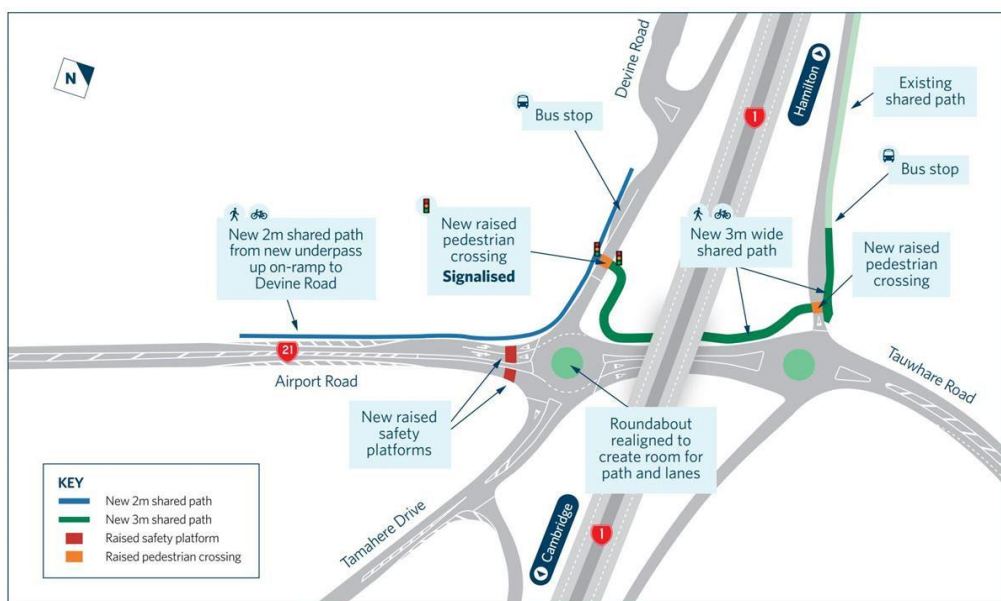 N
Devine Road
Hamilton
1
Existing
shared path
Bus stop
Bus stop
New 2m shared path
from new underpass
up on-ramp to
Devine Road
New raised
pedestrian
crossing
Signalised
New 3m wide
shared path
New raised
pedestrian
crossing
21
Airport Road
Tauwhare Road
New raised
safety
platforms
Roundabout
realigned to
create room for
path and lanes
Tamahere Drive
Cambridge
1
KEY
New 2m shared path
New 3m shared path
Raised safety platform
Raised pedestrian crossing